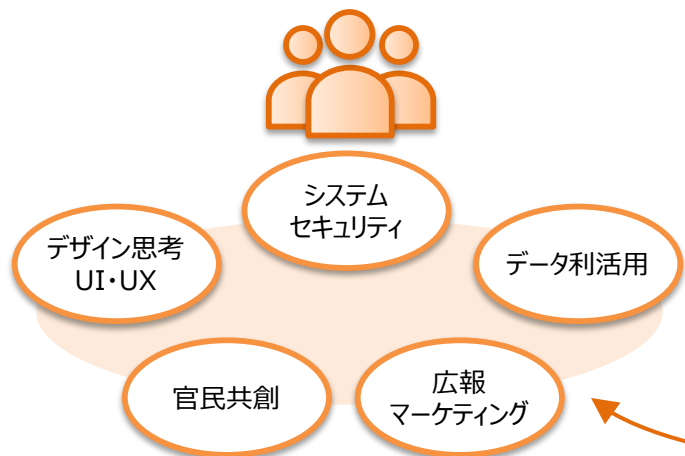 システム
セキュリティ
デザイン思考
UI・UX
データ利活用
官民共創
広報
マーケティング